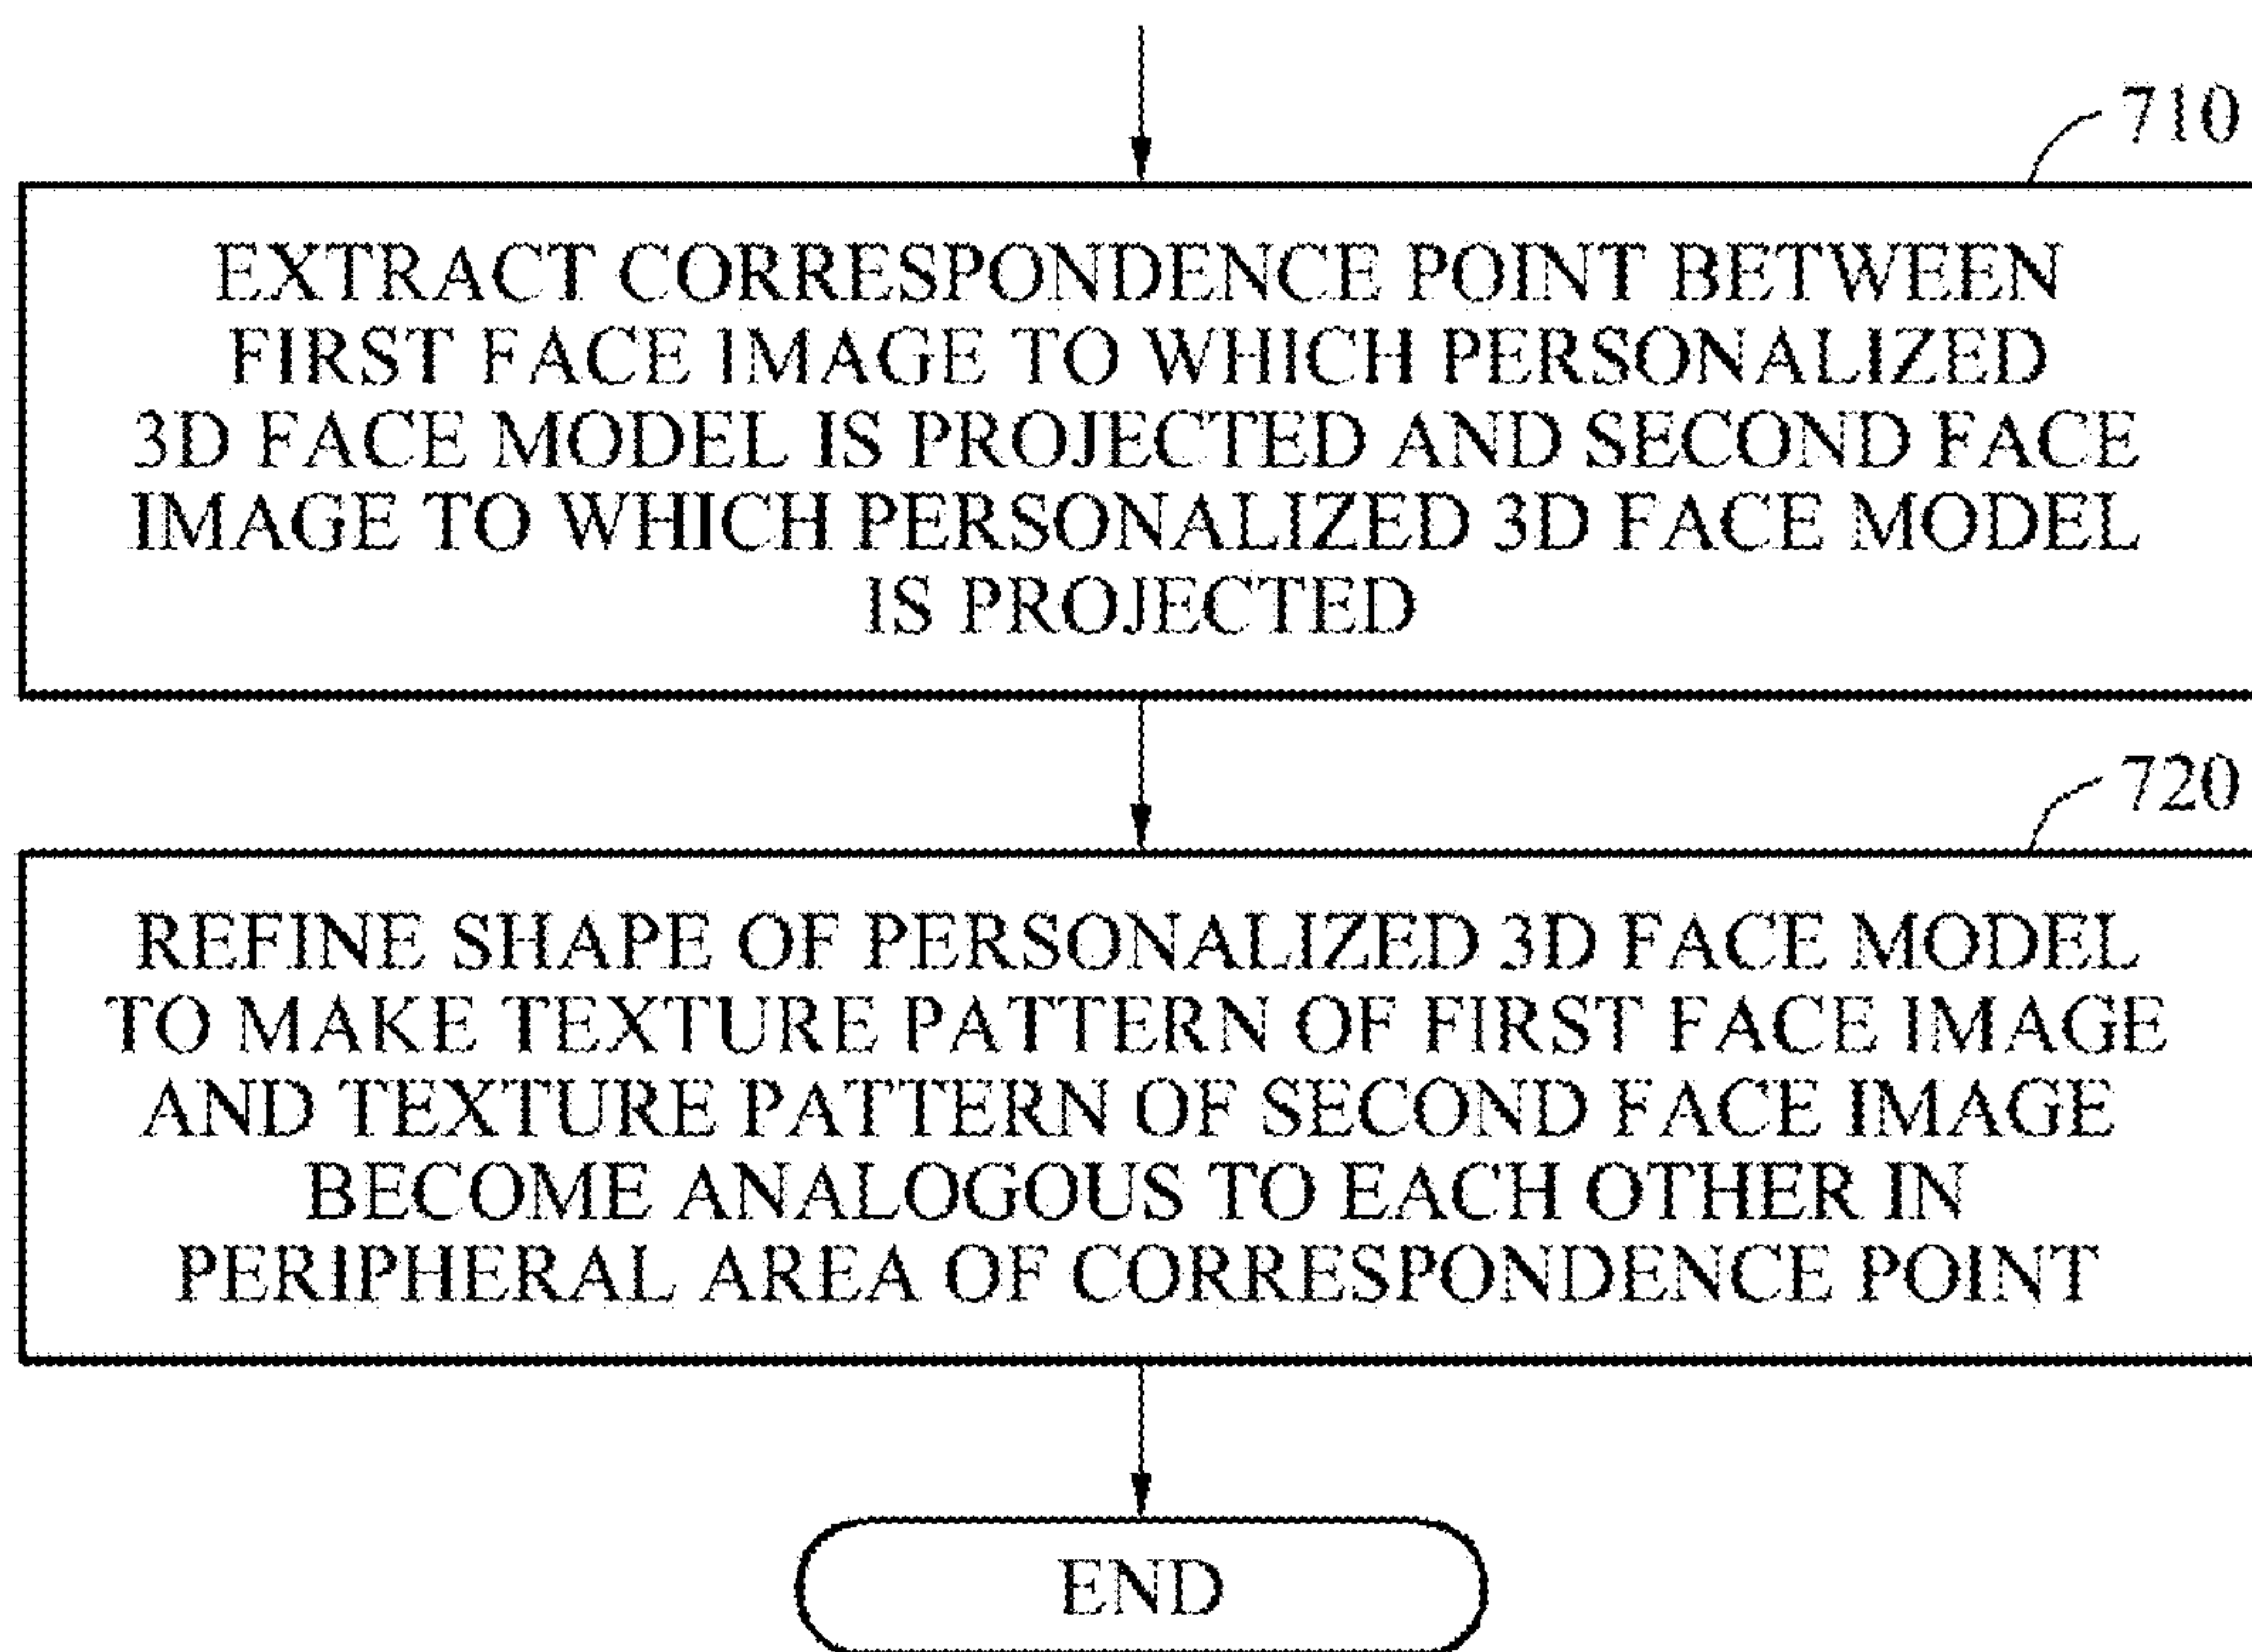 710
EXTRACT CORRESPONDENCE POINT BETWEEN
FIRST FACE IMAGE TO WHICH PERSONALIZED
3D FACE MODEL IS PROJECTED AND SECOND FACE
IMAGE TO WHICH PERSONALIZED 3D FACE MODEL
IS PROJECTED
720
REFINE SHAPE OF PERSONALIZED 3D FACE MODEL
TO MAKE TEXTURE PATTERN OF FIRST FACE IMAGE
AND TEXTURE PATTERN OF SECOND FACE IMAGE
BECOME ANALOGOUS TO EACH OTHER IN
PERIPHERAL AREA OF CORRESPONDENCE POINT
END